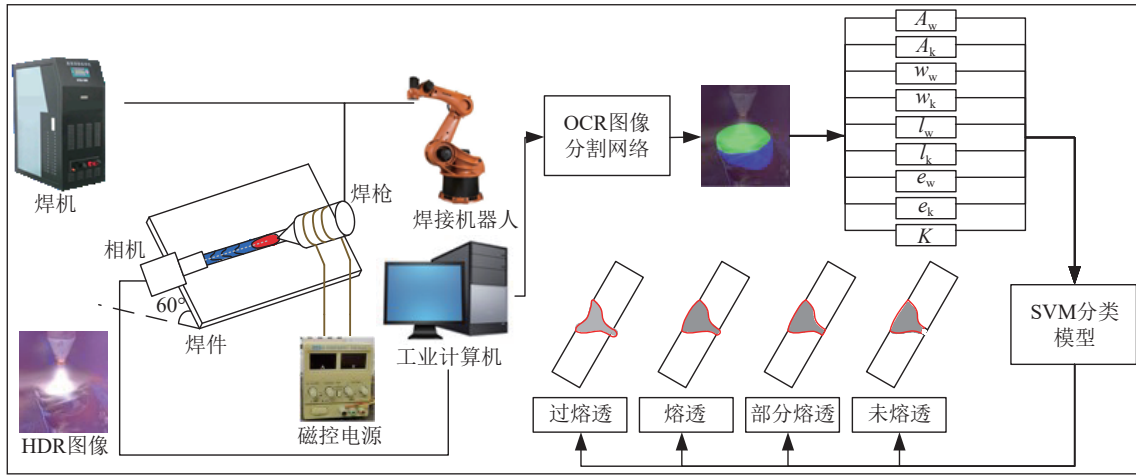 焊机
相机
60°
焊件
HDR图像
焊枪
磁控电源
焊接机器人
工业计算机
OCR图像
分割网络
A_w
A_k
w_w
w_k
l_w
l_k
e_w
e_k
K
SVM分类
模型
过熔透
熔透
部分熔透
未熔透